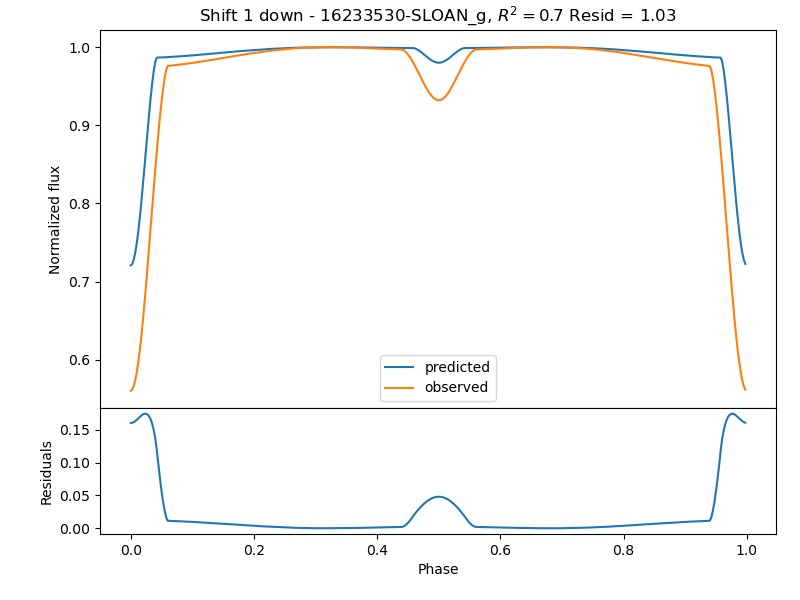 Shift 1 down - 16233530-SLOAN_g, R² = 0.7 Resid = 1.03
1.0
0.9
0.8
0.7
0.6
Normalized flux
predicted
observed
0.15
0.10
0.05
0.00
Residuals
0.0 0.2 0.4 0.6 0.8 1.0
Phase